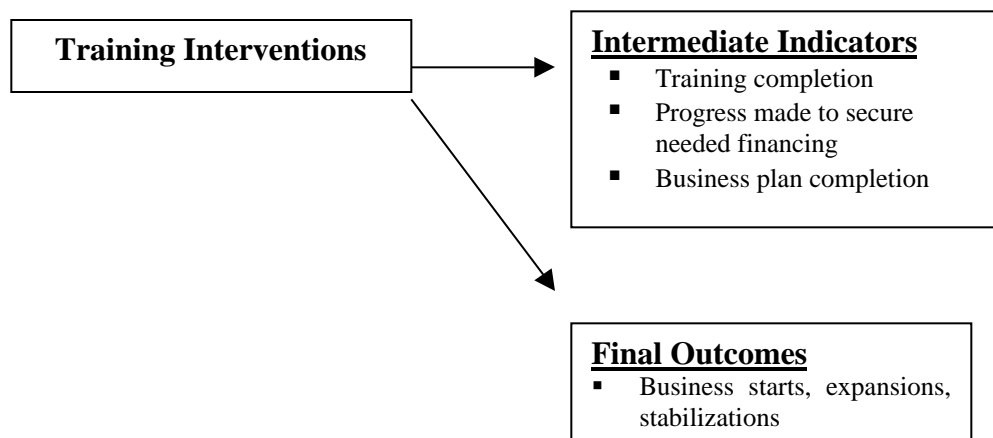 Training Interventions
Intermediate Indicators
▪ Training completion
▪ Progress made to secure
needed financing
▪ Business plan completion
Final Outcomes
▪ Business starts, expansions,
stabilizations